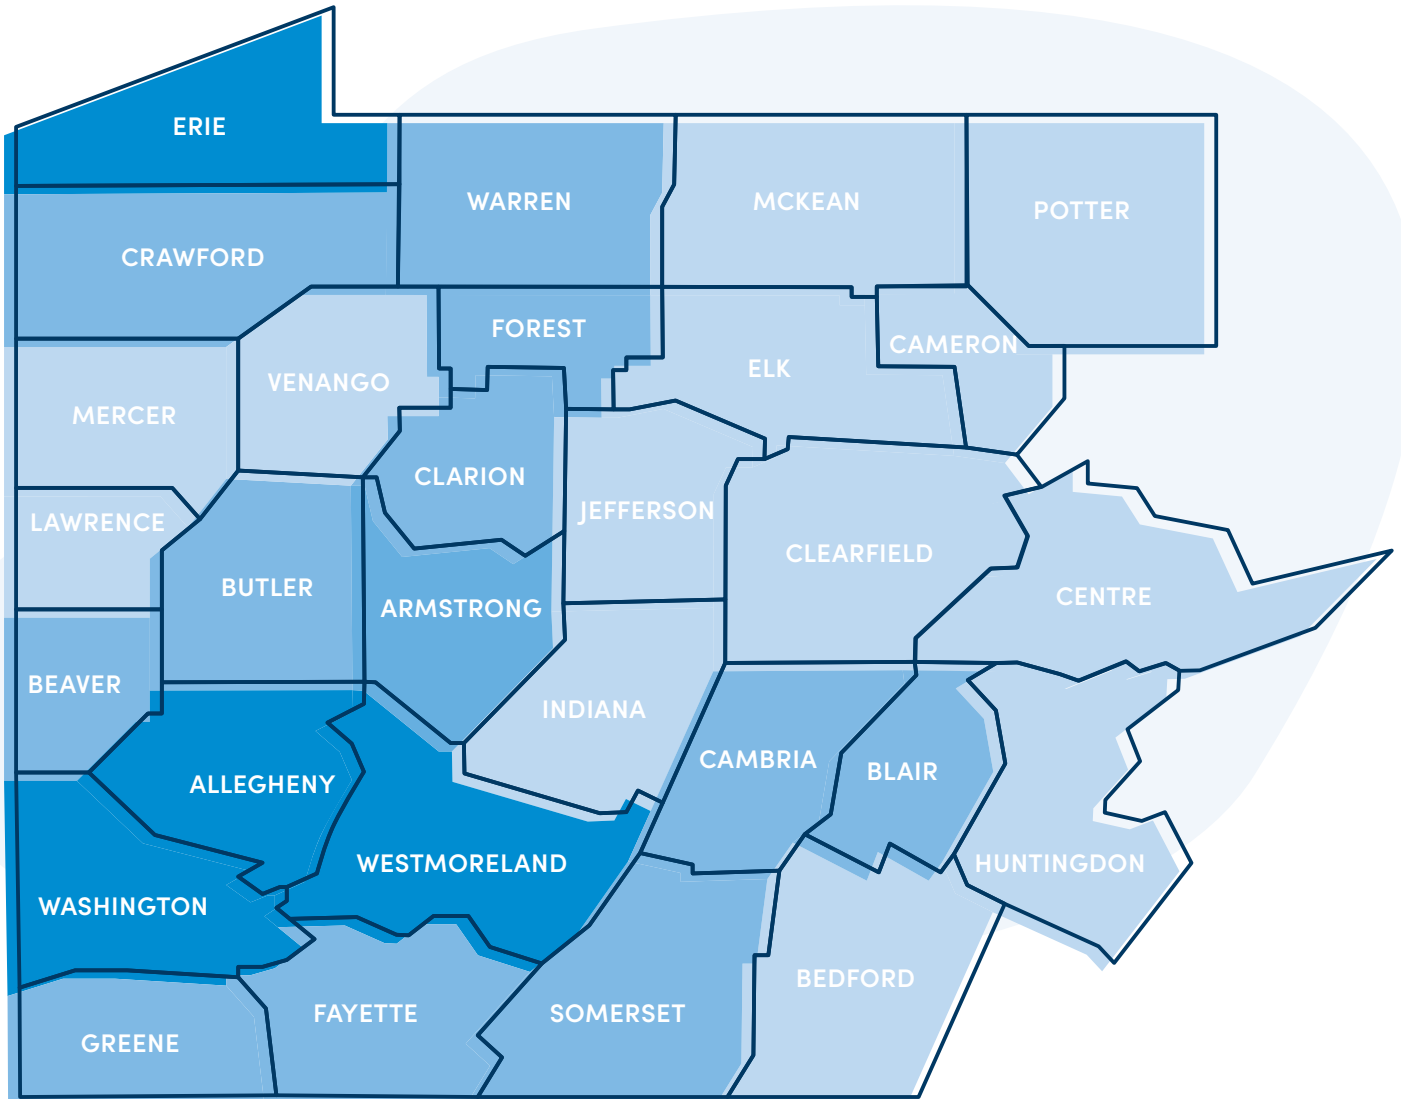 ERIE
WARREN
MCKEAN
POTTER
CRAWFORD
FOREST
CAMERON
ELK
VENANGO
MERCER
CLARION
JEFFERSON
LAWRENCE
CLEARFIELD
BUTLER
CENTRE
ARMSTRONG
BEAVER
INDIANA
CAMBRIA
BLAIR
ALLEGHENY
WESTMORELAND
HUNTINGDON
WASHINGTON
BEDFORD
FAYETTE
SOMERSET
GREENE